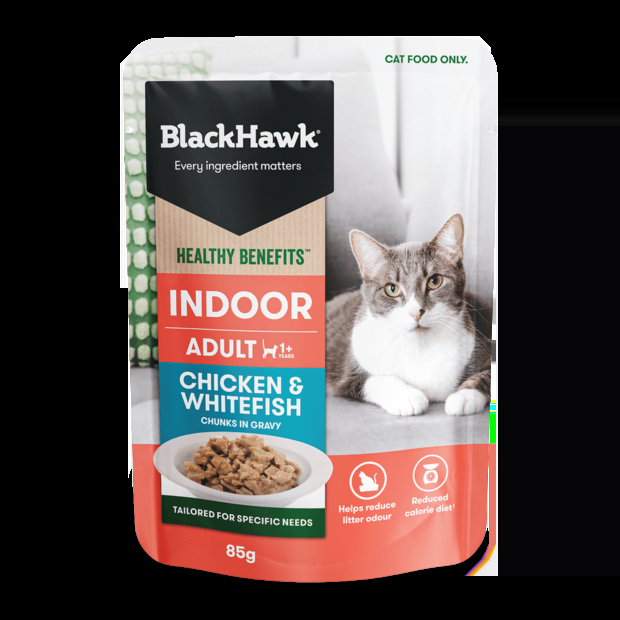 CAT FOOD ONLY.
BlackHawk®
Every ingredient matters
HEALTHY BENEFITS™
INDOOR
ADULT 1+
YEARS
CHICKEN &
WHITEFISH
CHUNKS IN GRAVY
TAILORED FOR SPECIFIC NEEDS
85g
Helps reduce
litter odour
Reduced
calorie diet†